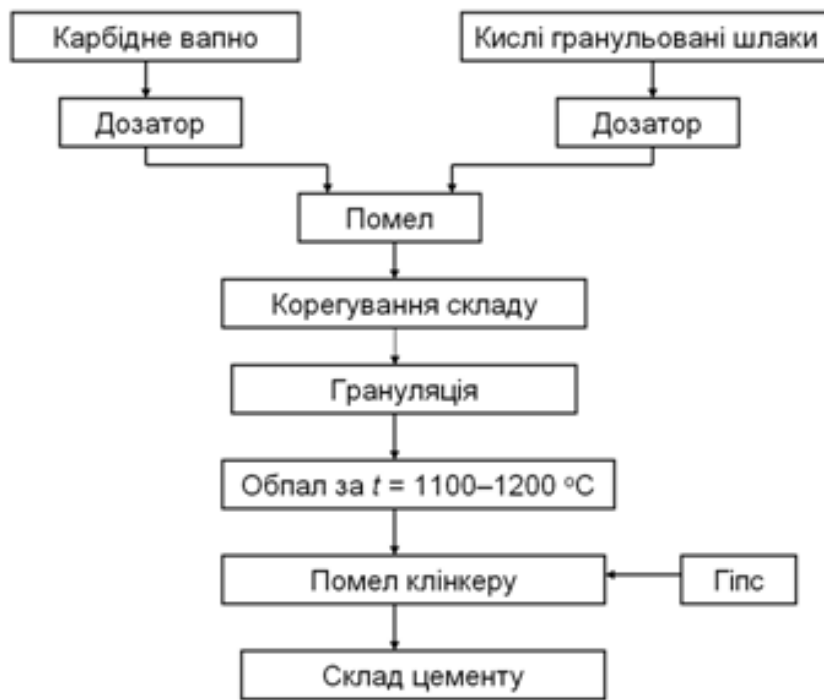 Карбідне вапно
Кислі гранульовані шлаки
Дозатор
Дозатор
Помел
Корегування складу
Грануляція
Обпал за t = 1100–1200 ºС
Помел клінкеру
Гіпс
Склад цементу